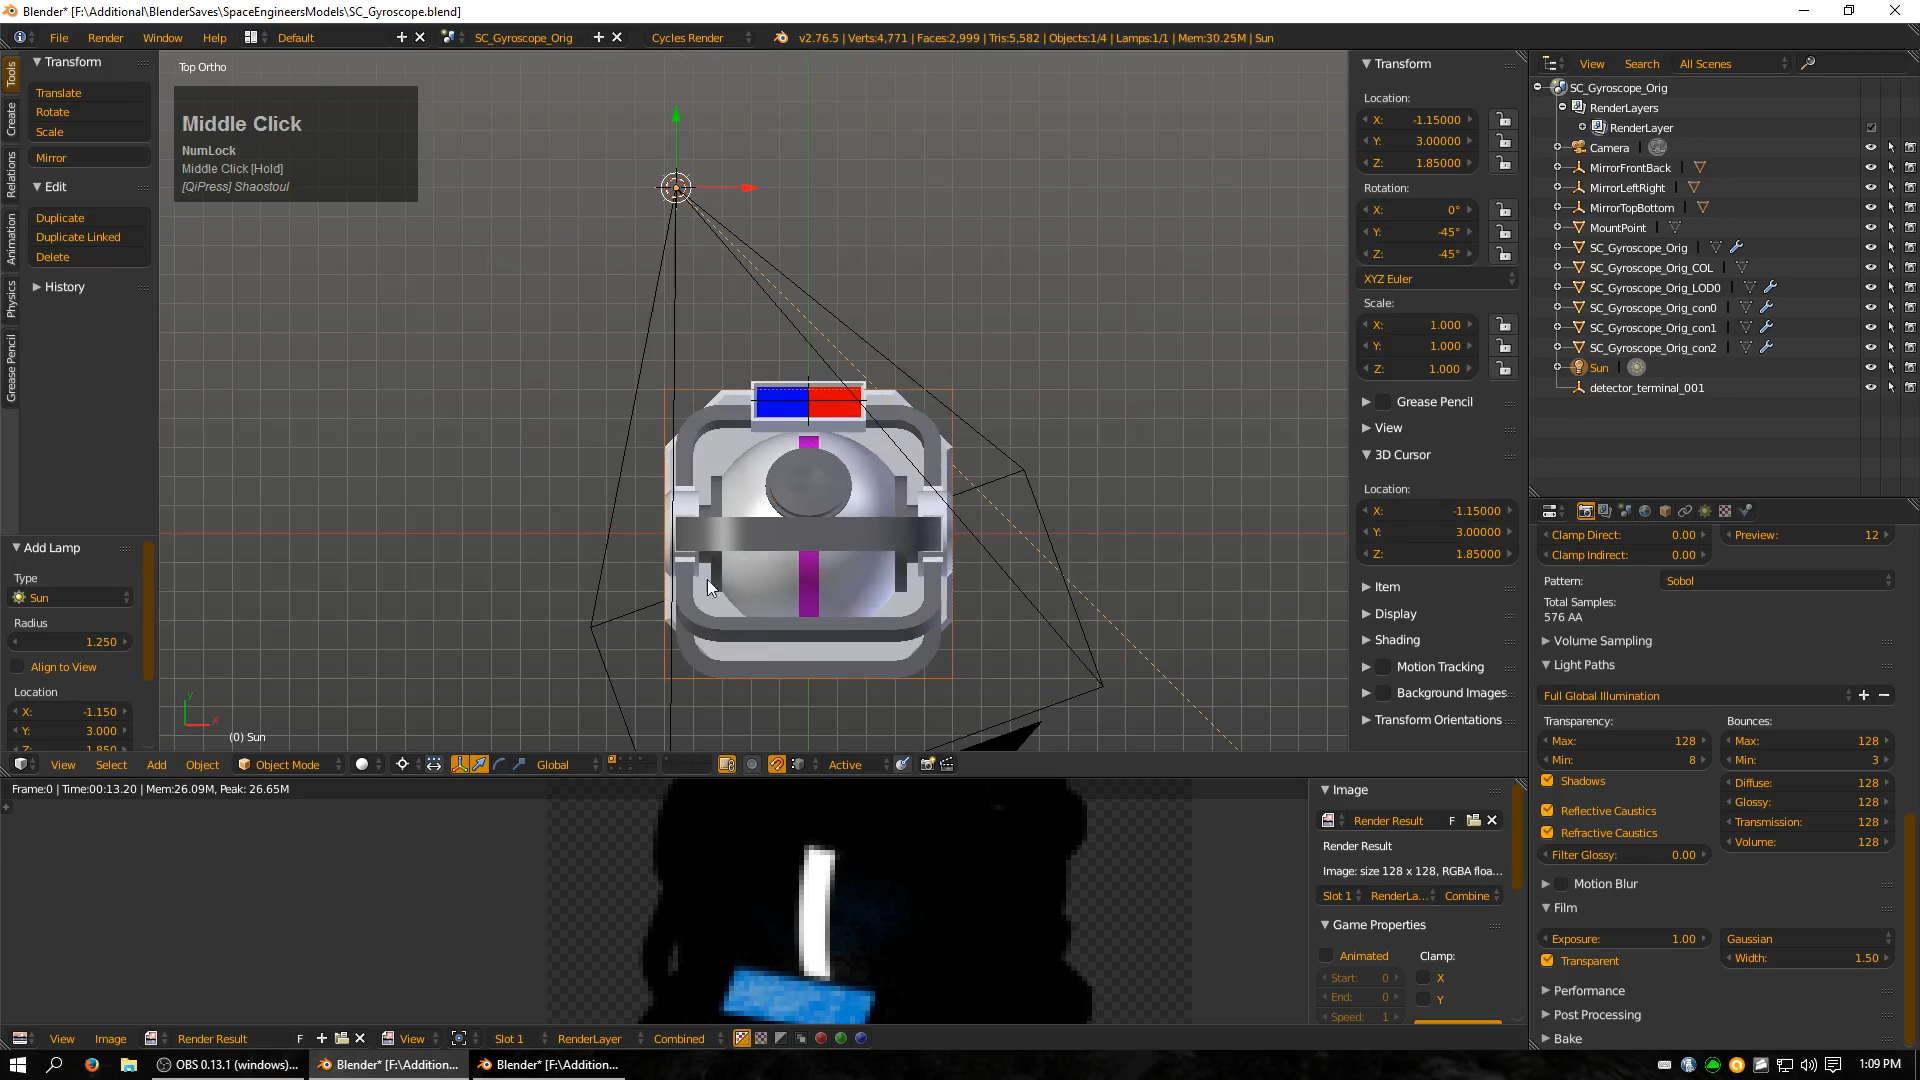 Blender* [F:\Additional\BlenderSaves\SpaceEngineersModels\SC_Gyroscope.blend]
File Render Window Help Default SC_Gyroscope_Orig Cycles Render v2.76.5 | Verts:4,771 | Faces:2,999 | Tris:5,582 | Objects:1/4 | Lamps:1/1 | Mem:30.25M | Sun
Tools
Create
Relations
Animation
Physics
Grease Pencil
Transform
Translate
Rotate
Scale
Mirror
Edit
Duplicate
Duplicate Linked
Delete
History
Add Lamp
Type
Sun
Radius
1.250
Align to View
Location
X: -1.150
Y: 3.000
Z: 1.850
Top Ortho
Middle Click
NumLock
Middle Click [Hold]
[QiPress] Shaostoul
y
x
(0) Sun
Transform
Location:
X: -1.15000
Y: 3.00000
Z: 1.85000
Rotation:
X: 0°
Y: -45°
Z: -45°
XYZ Euler
Scale:
X: 1.000
Y: 1.000
Z: 1.000
Grease Pencil
View
3D Cursor
Location:
X: -1.15000
Y: 3.00000
Z: 1.85000
Item
Display
Shading
Motion Tracking
Background Images
Transform Orientations
View Search All Scenes
SC_Gyroscope_Orig
RenderLayers
RenderLayer
Camera
MirrorFrontBack
MirrorLeftRight
MirrorTopBottom
MountPoint
SC_Gyroscope_Orig
SC_Gyroscope_Orig_COL
SC_Gyroscope_Orig_LOD0
SC_Gyroscope_Orig_con0
SC_Gyroscope_Orig_con1
SC_Gyroscope_Orig_con2
Sun
detector_terminal_001
Clamp Direct: 0.00 Preview: 12
Clamp Indirect: 0.00
Pattern: Sobol
Total Samples:
576 AA
Volume Sampling
Light Paths
Full Global Illumination
Transparency: Bounces:
Max: 128 Max: 128
Min: 8 Min: 3
Shadows Diffuse: 128
Reflective Caustics Glossy: 128
Refractive Caustics Transmission: 128
Filter Glossy: 0.00 Volume: 128
Motion Blur
Film
Exposure: 1.00 Gaussian
Transparent Width: 1.50
Performance
Post Processing
Bake
View Select Add Object Object Mode Global Active
Frame:0 | Time:00:13.20 | Mem:26.09M, Peak: 26.65M
Image
Render Result F
Render Result
Image: size 128 x 128, RGBA floa...
Slot 1 RenderLa... Combine
Game Properties
Animated Clamp:
Start: 0 X
End: 0 Y
Speed: 1
View Image Render Result F View Slot 1 RenderLayer Combined
OBS 0.13.1 (windows)... Blender* [F:\Addition... Blender* [F:\Addition... 1:09 PM